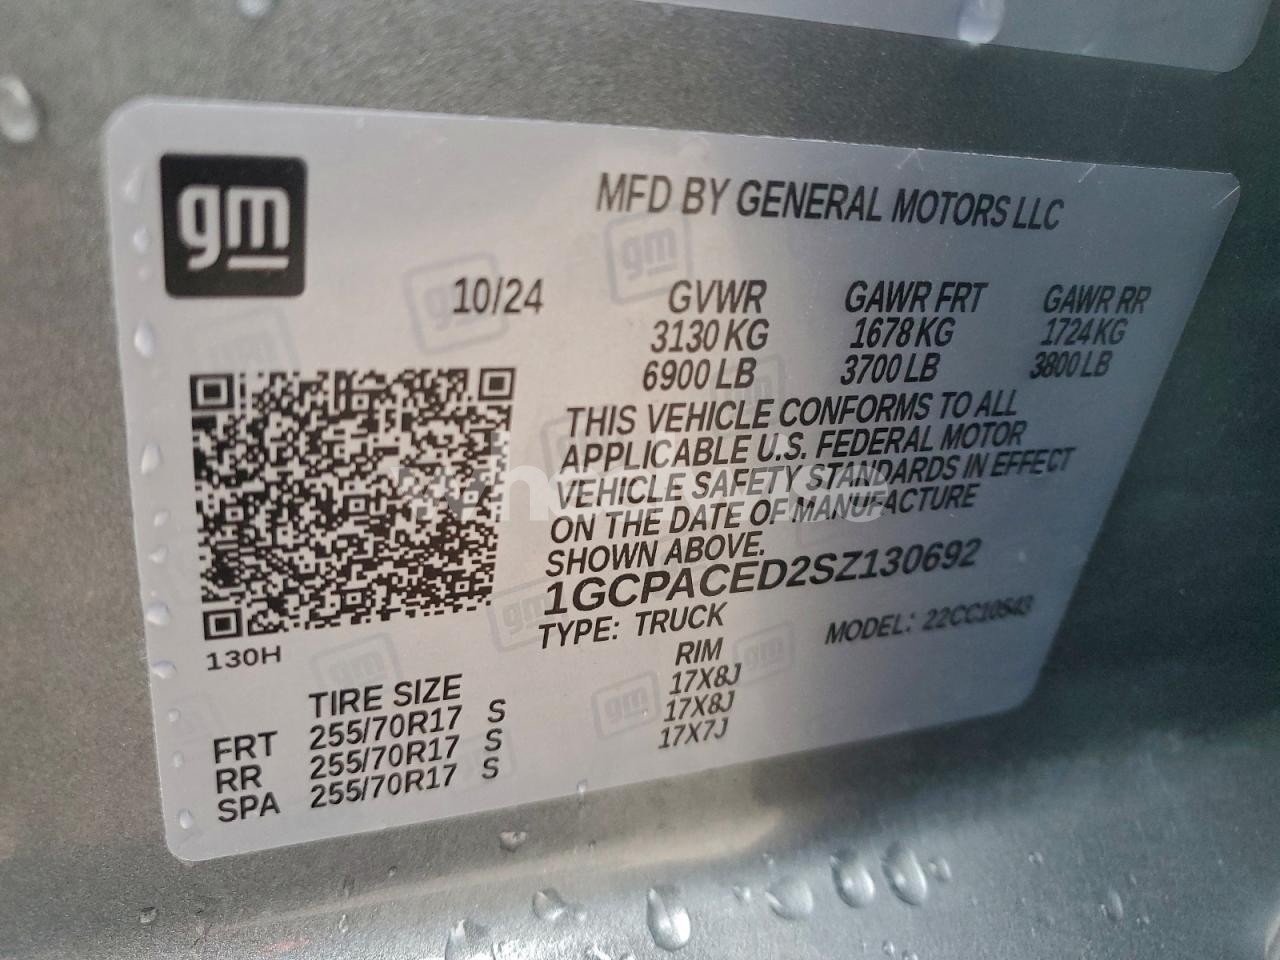 gm
MFD BY GENERAL MOTORS LLC
10/24 GVWR GAWR FRT GAWR RR
3130 KG 1678 KG 1724 KG
6900 LB 3700 LB 3800 LB
THIS VEHICLE CONFORMS TO ALL
APPLICABLE U.S. FEDERAL MOTOR
VEHICLE SAFETY STANDARDS IN EFFECT
ON THE DATE OF MANUFACTURE
SHOWN ABOVE.
1GCPACED2SZ130692
TYPE: TRUCK MODEL: 22CC10543
130H
TIRE SIZE RIM
FRT 255/70R17 S 17X8J
RR 255/70R17 S 17X8J
SPA 255/70R17 S 17X7J